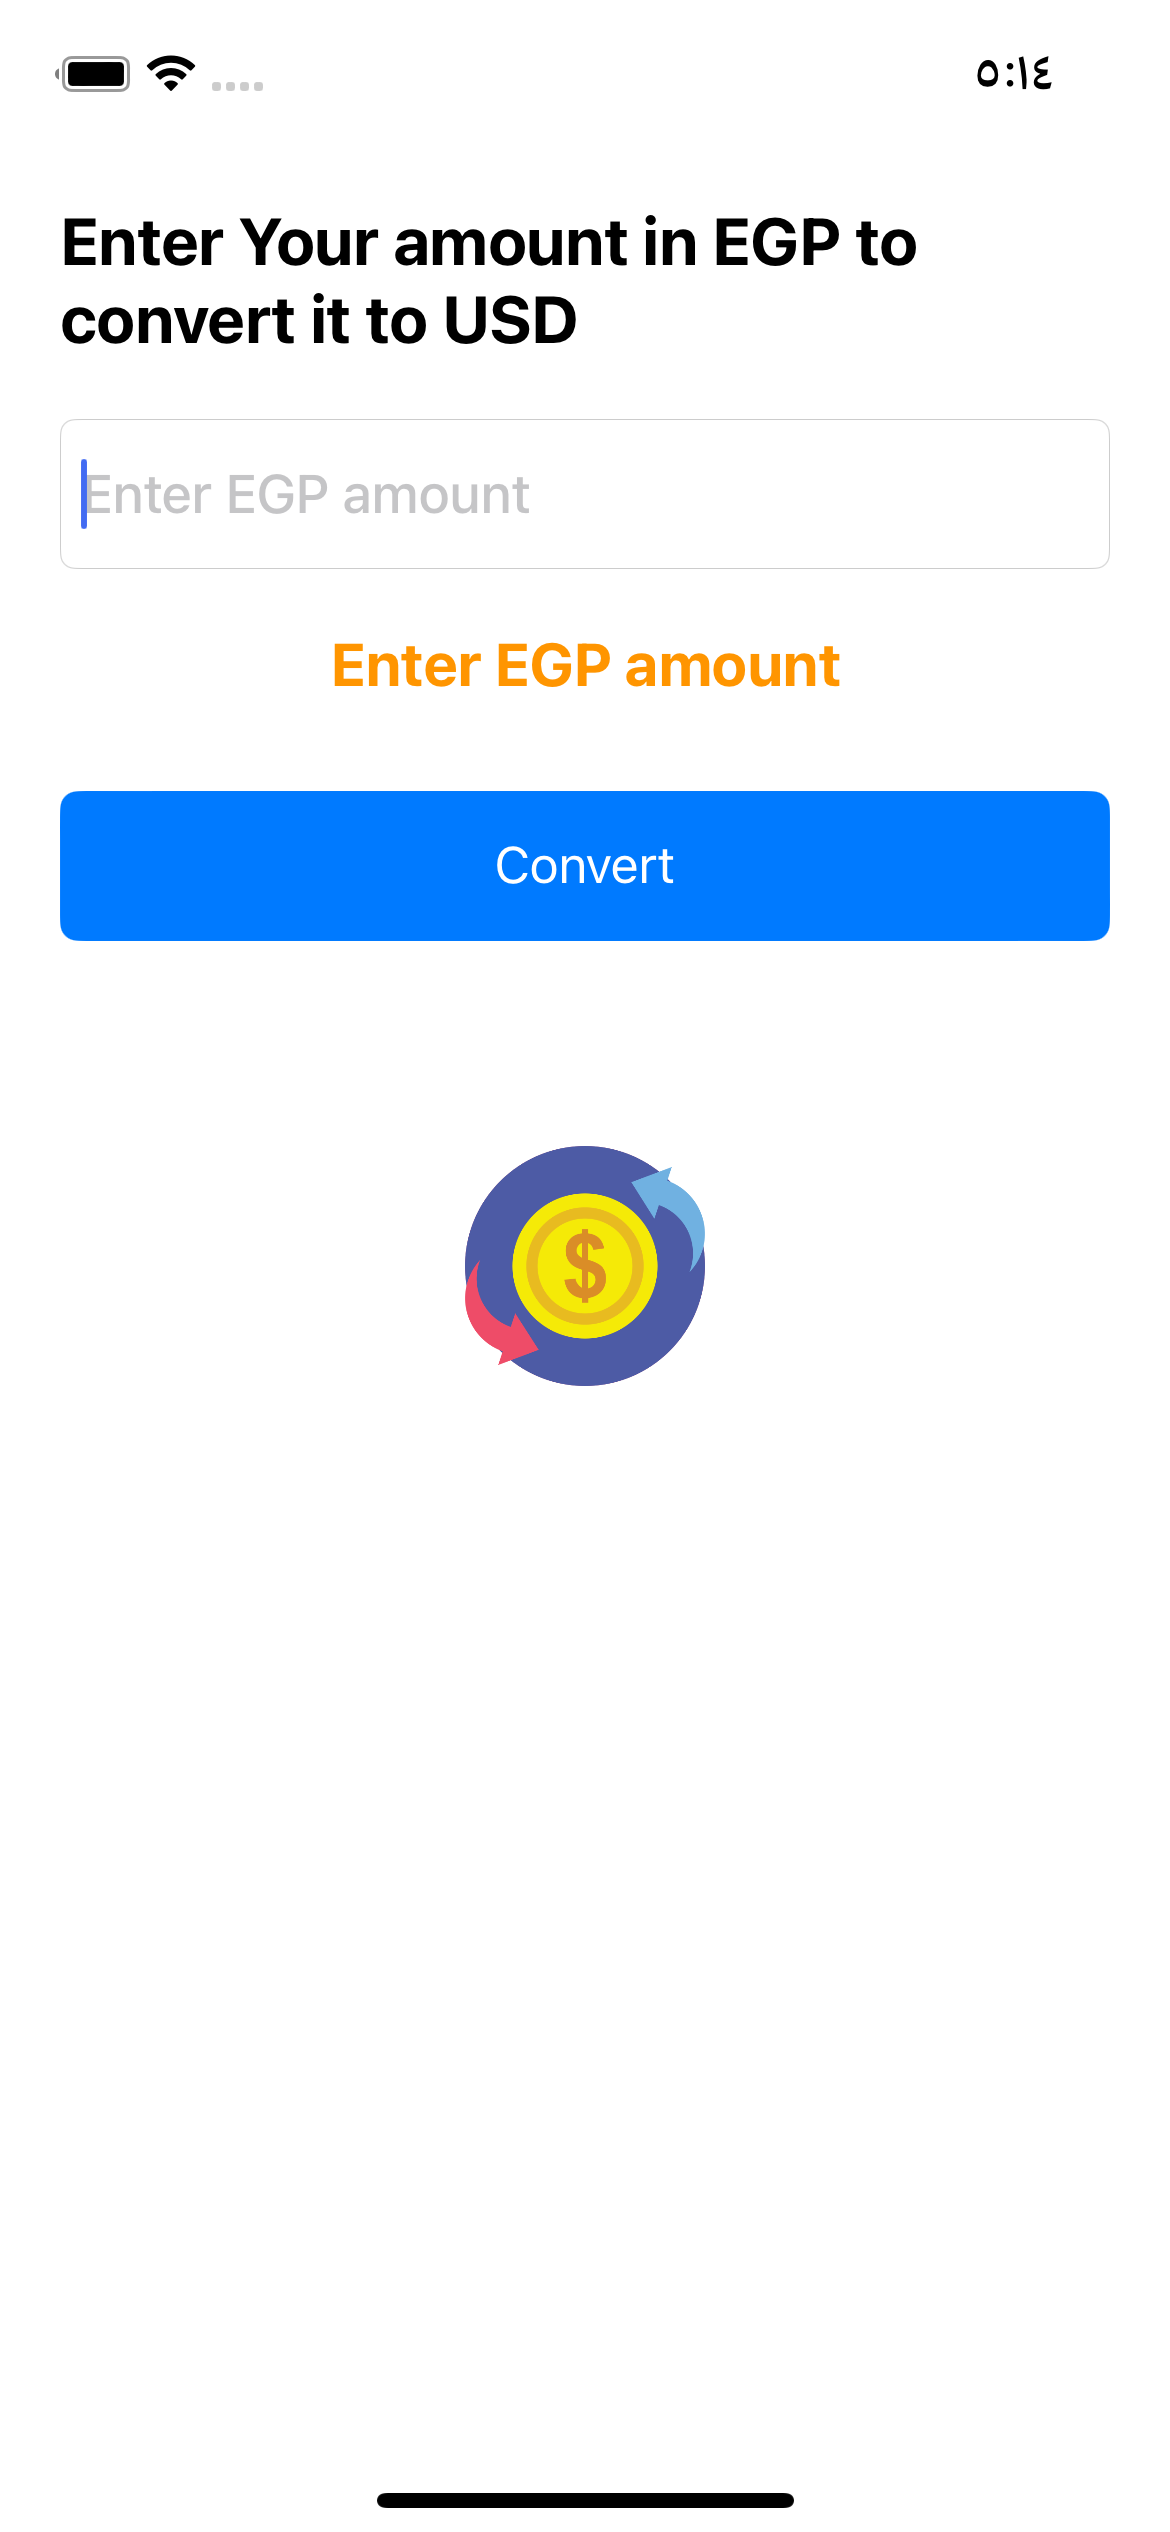 ٥:١٤
Enter Your amount in EGP to
convert it to USD
Enter EGP amount
Enter EGP amount
Convert
$